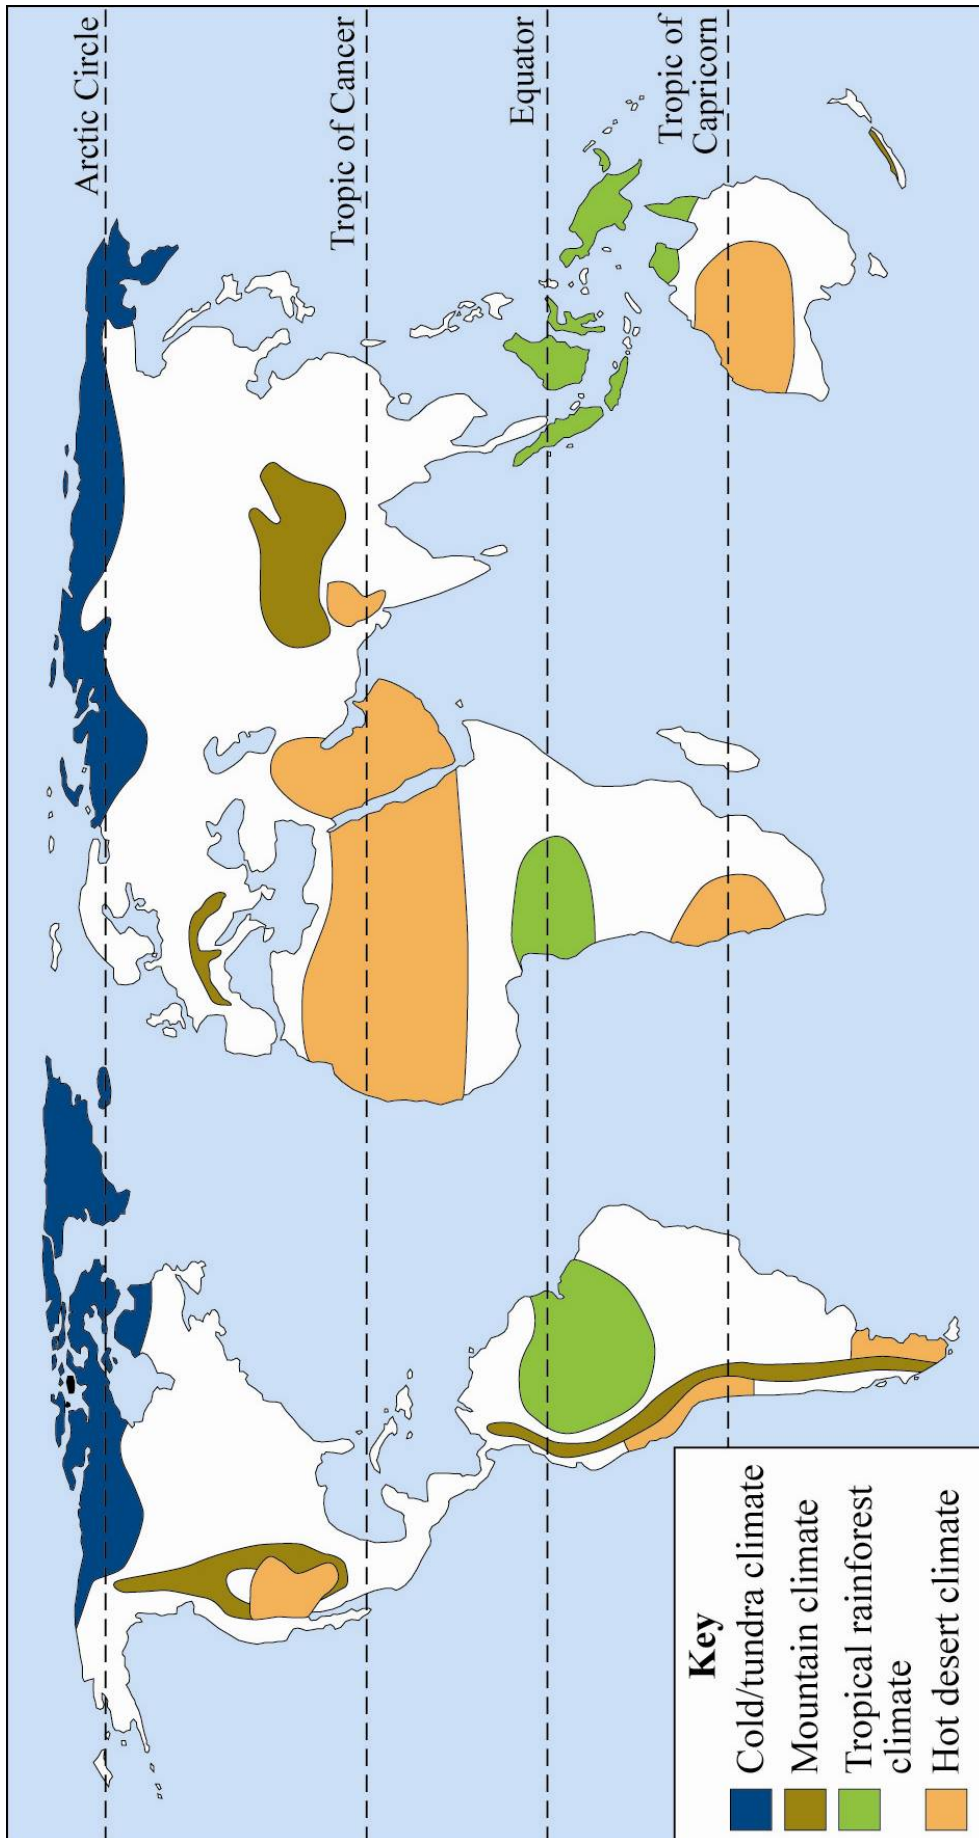 Arctic Circle
Tropic of Cancer
Equator
Tropic of
Capricorn
Key
Cold/tundra climate
Mountain climate
Tropical rainforest
climate
Hot desert climate